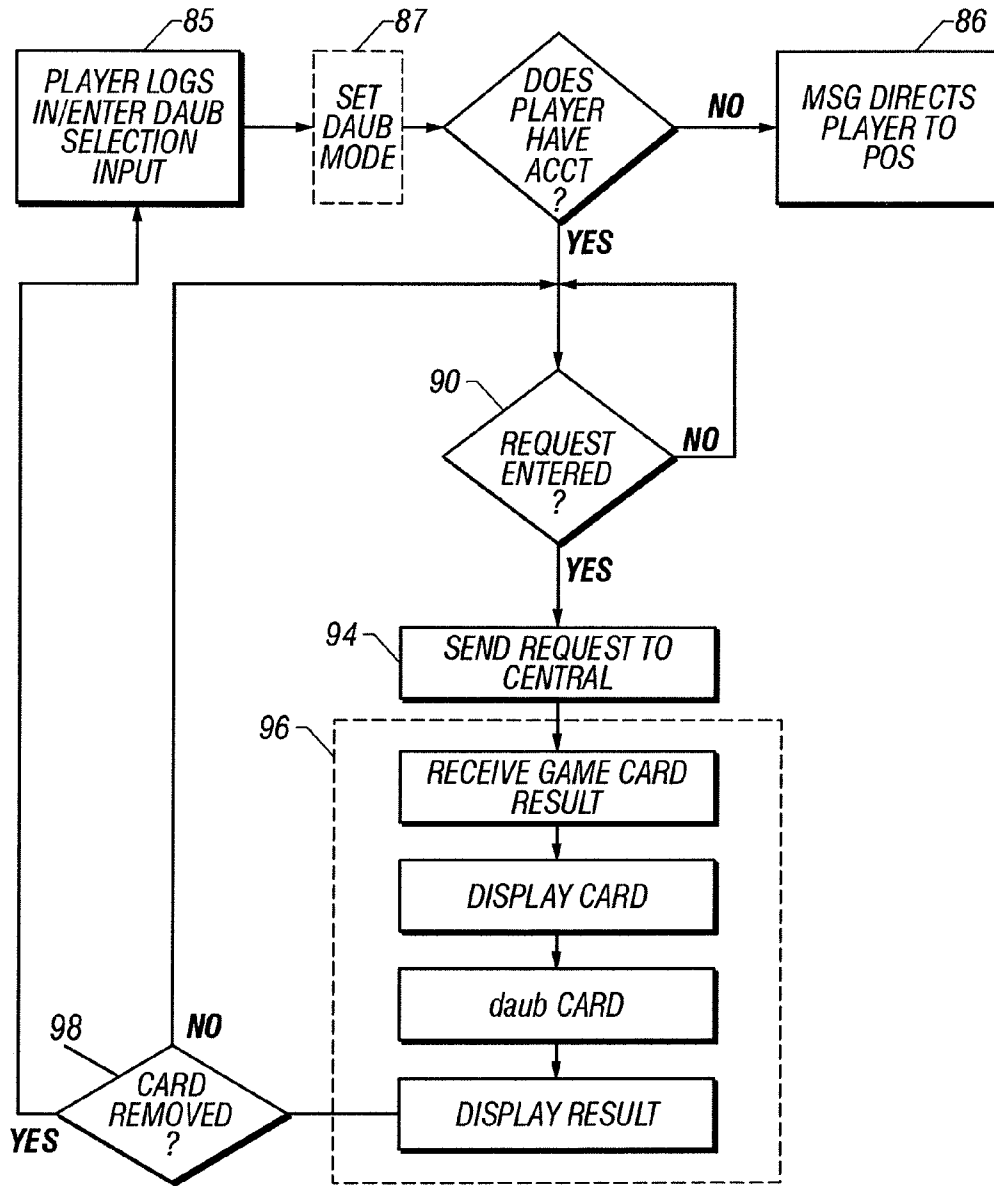 85
PLAYER LOGS
IN/ENTER DAUB
SELECTION
INPUT
87
SET
DAUB
MODE
DOES
PLAYER
HAVE
ACCT
?
NO
86
MSG DIRECTS
PLAYER TO
POS
YES
90
REQUEST
ENTERED
?
NO
YES
94
SEND REQUEST TO
CENTRAL
96
RECEIVE GAME CARD
RESULT
DISPLAY CARD
daub CARD
DISPLAY RESULT
98
NO
CARD
REMOVED
?
YES